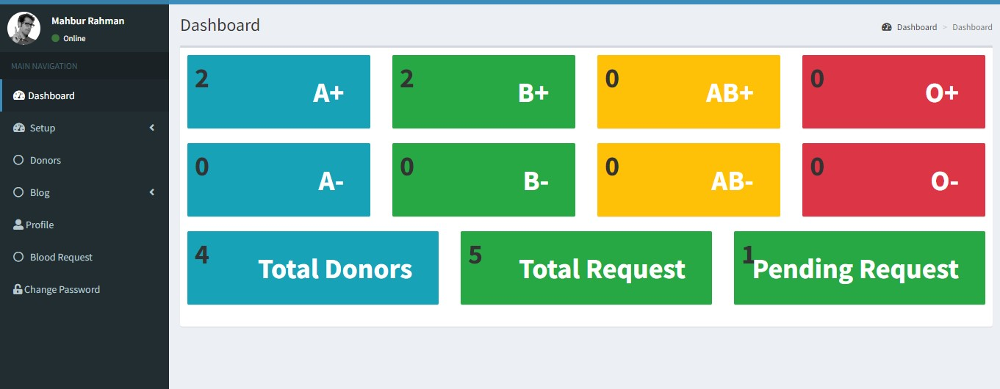 Mahbur Rahman
Online
MAIN NAVIGATION
Dashboard
Setup
Donors
Blog
Profile
Blood Request
Change Password
Dashboard
Dashboard > Dashboard
2
A+
2
B+
0
AB+
0
O+
0
A-
0
B-
0
AB-
0
O-
4
Total Donors
5
Total Request
1
Pending Request